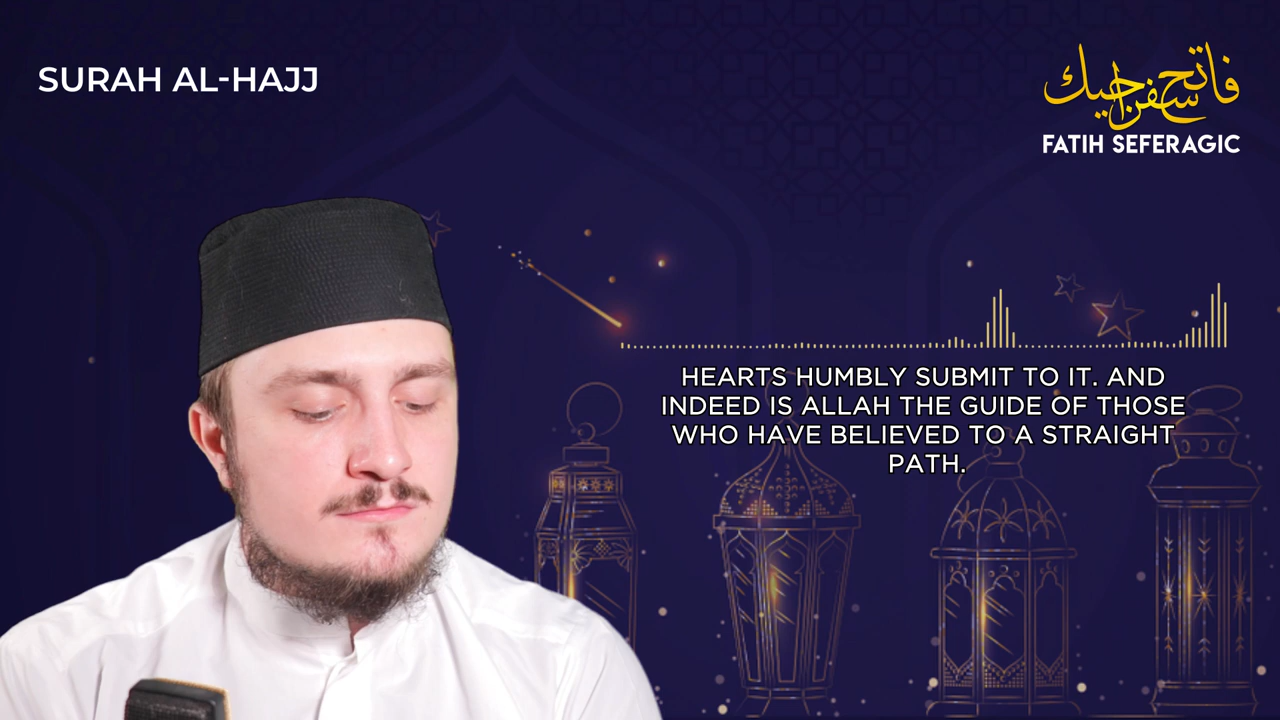 SURAH AL-HAJJ
فاتح سفراجيك
FATIH SEFERAGIC
HEARTS HUMBLY SUBMIT TO IT. AND
INDEED IS ALLAH THE GUIDE OF THOSE
WHO HAVE BELIEVED TO A STRAIGHT
PATH.